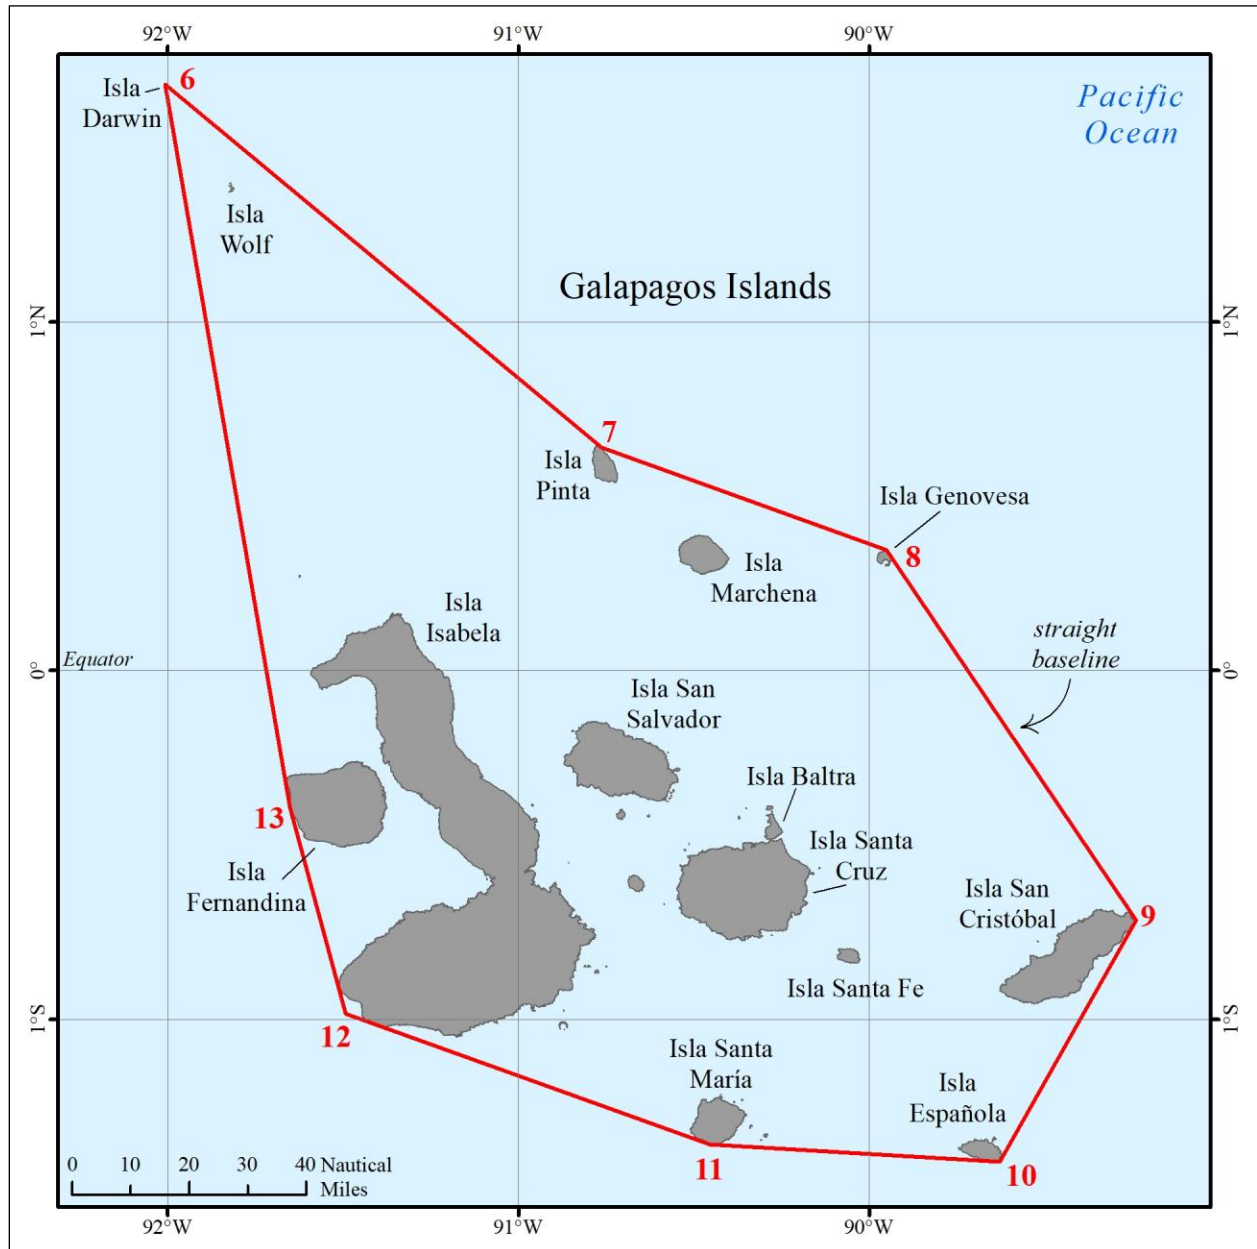 92°W
91°W
90°W
Isla
Darwin
6
Pacific
Ocean
Isla
Wolf
Galapagos Islands
1°N
1°N
7
Isla
Pinta
Isla Genovesa
8
Isla
Marchena
Isla
Isabela
straight
baseline
Equator
0°
0°
Isla San
Salvador
Isla Baltra
13
Isla Santa
Cruz
Isla
Fernandina
Isla San
Cristóbal
9
Isla Santa Fe
1°S
1°S
12
Isla Santa
María
Isla
Española
11
10
0 10 20 30 40 Nautical
Miles
92°W
91°W
90°W